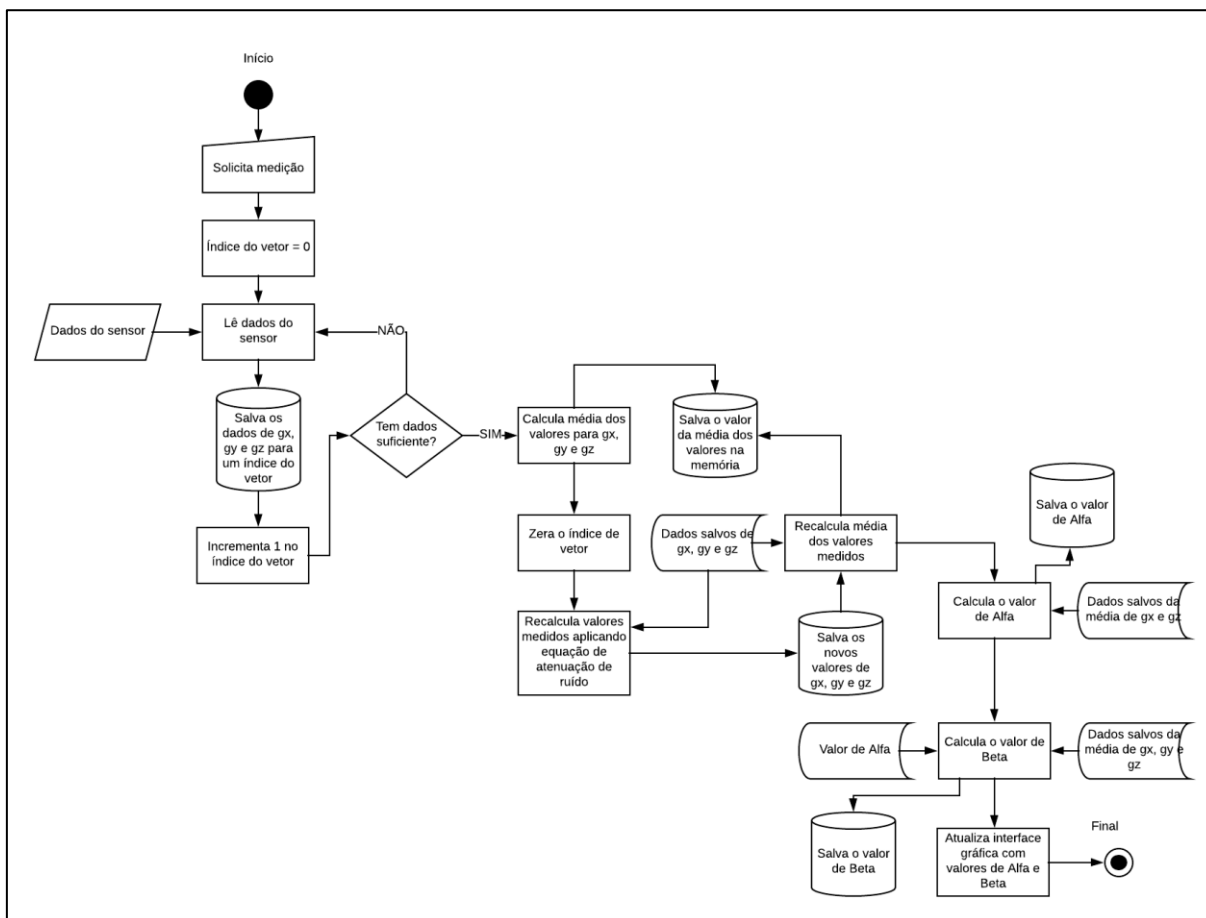 Início
Solicita medição
Índice do vetor = 0
Dados do sensor
Lê dados do
sensor
NÃO
Salva os
dados de gx,
gy e gz para
um índice do
vetor
Tem dados
suficiente?
SIM
Incrementa 1 no
índice do vetor
Calcula média dos
valores para gx,
gy e gz
Salva o valor
da média dos
valores na
memória
Zera o índice de
vetor
Dados salvos de
gx, gy e gz
Recalcula média
dos valores
medidos
Recalcula valores
medidos aplicando
equação de
atenuação de
ruído
Salva os
novos
valores de
gx, gy e gz
Salva o valor
de Alfa
Calcula o valor
de Alfa
Dados salvos da
média de gx e gz
Valor de Alfa
Calcula o valor de
Beta
Dados salvos da
média de gx, gy e
gz
Salva o valor
de Beta
Atualiza interface
gráfica com
valores de Alfa e
Beta
Final